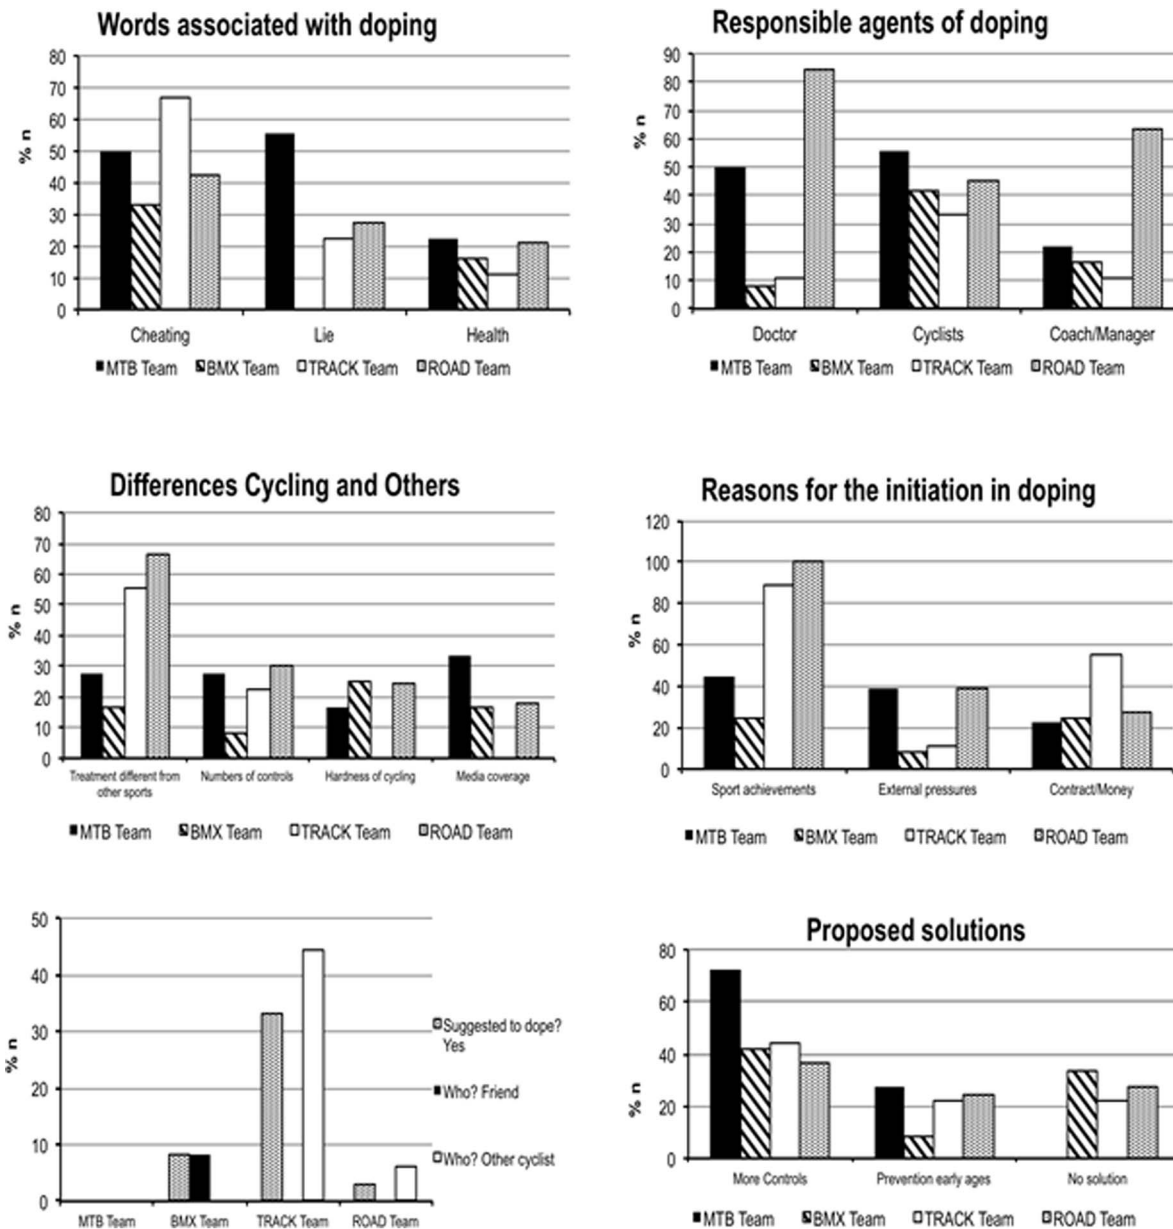 Words associated with doping
% n
80
70
60
50
40
30
20
10
0
Cheating Lie Health
MTB Team BMX Team TRACK Team ROAD Team
Responsible agents of doping
% n
90
80
70
60
50
40
30
20
10
0
Doctor Cyclists Coach/Manager
MTB Team BMX Team TRACK Team ROAD Team
Differences Cycling and Others
% n
80
70
60
50
40
30
20
10
0
Treatment different from Numbers of controls Hardness of cycling Media coverage
other sports
MTB Team BMX Team TRACK Team ROAD Team
Reasons for the initiation in doping
% n
120
100
80
60
40
20
0
Sport achievements External pressures Contract/Money
MTB Team BMX Team TRACK Team ROAD Team
% n
50
40
30
20
10
0
MTB Team BMX Team TRACK Team ROAD Team
Suggested to dope?
Yes
Who? Friend
Who? Other cyclist
Proposed solutions
% n
80
60
40
20
0
More Controls Prevention early ages No solution
MTB Team BMX Team TRACK Team ROAD Team